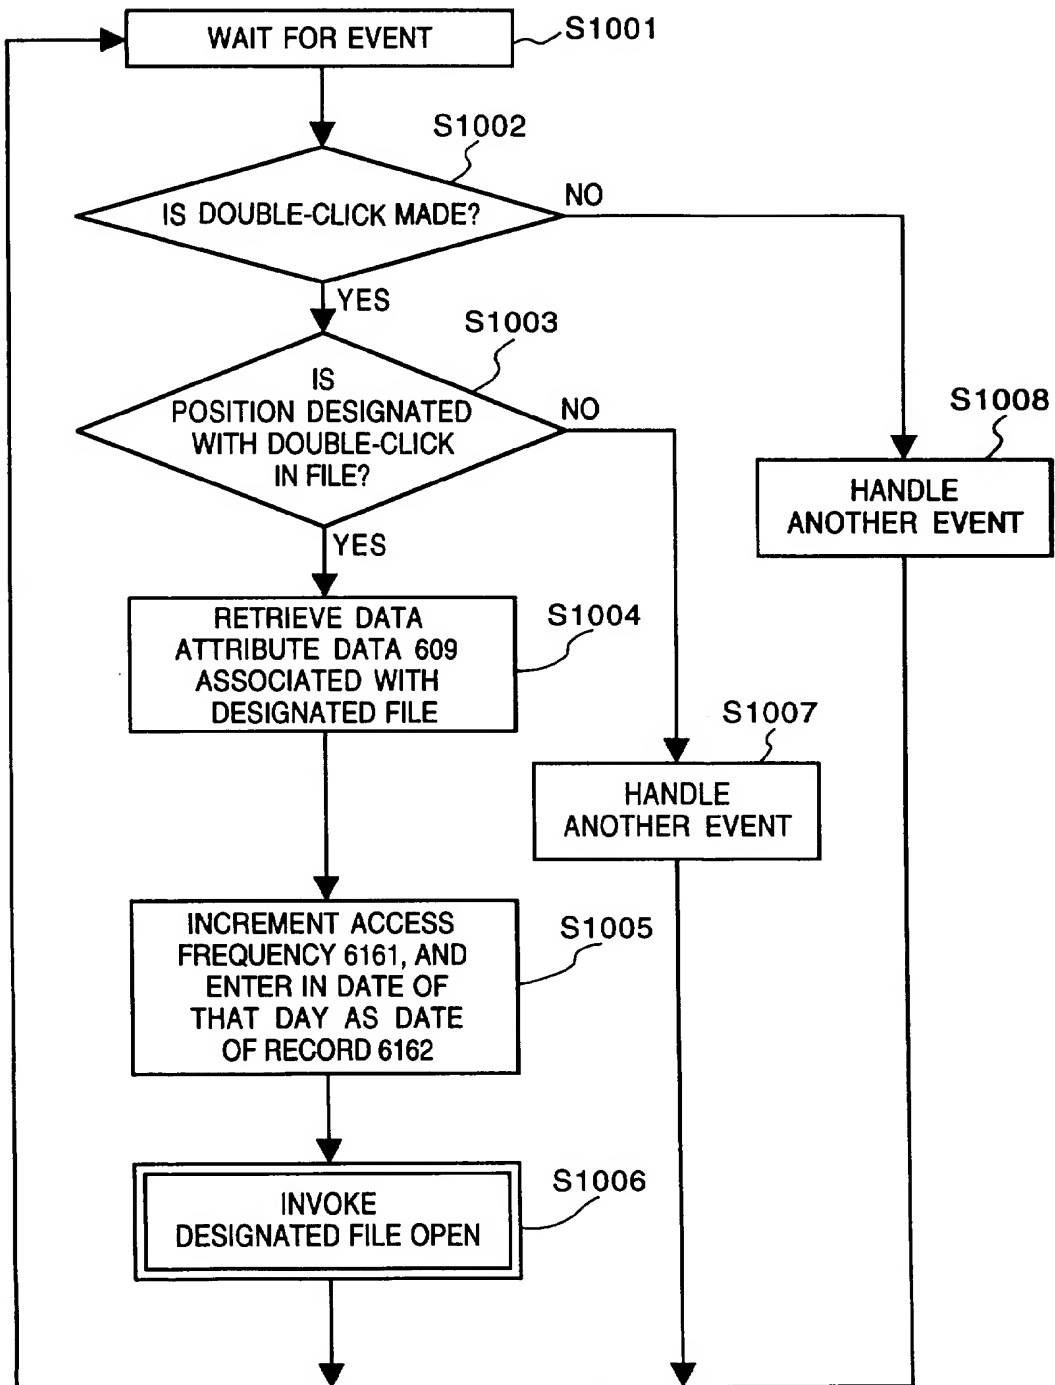 WAIT FOR EVENT
S1001
S1002
IS DOUBLE-CLICK MADE?
NO
YES
S1003
IS
POSITION DESIGNATED
WITH DOUBLE-CLICK
IN FILE?
NO
YES
S1008
HANDLE
ANOTHER EVENT
RETRIEVE DATA
ATTRIBUTE DATA 609
ASSOCIATED WITH
DESIGNATED FILE
S1004
S1007
HANDLE
ANOTHER EVENT
INCREMENT ACCESS
FREQUENCY 6161, AND
ENTER IN DATE OF
THAT DAY AS DATE
OF RECORD 6162
S1005
INVOKE
DESIGNATED FILE OPEN
S1006